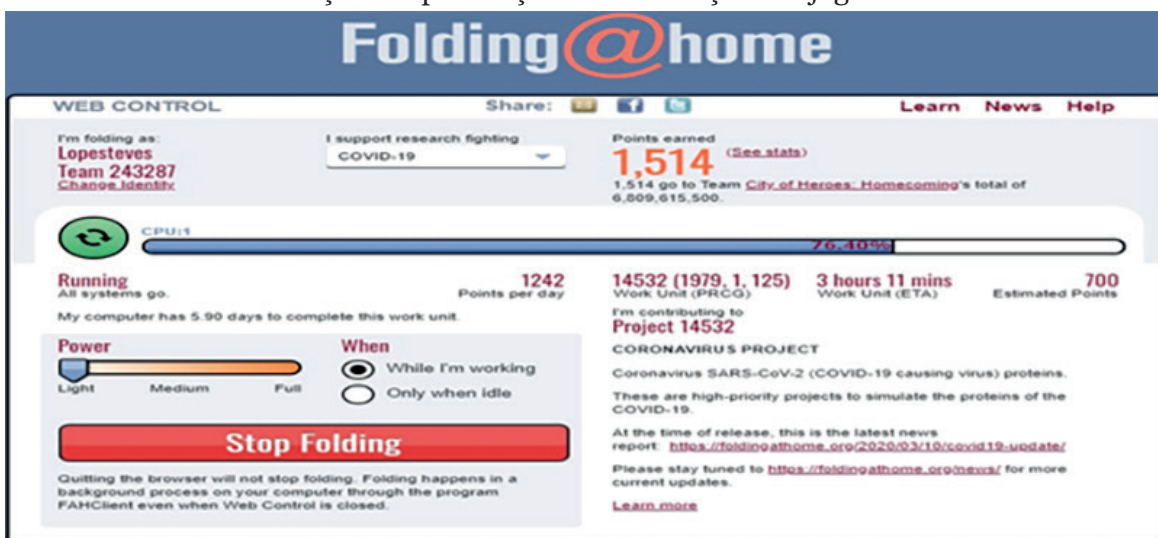 Folding@home
WEB CONTROL
Share:
Learn News Help
I'm folding as:
Lopesteves
Team 243287
Change Identity
I support research fighting
COVID-19
Points earned
1,514 (See stats)
1,514 go to Team City of Heroes: Homecoming's total of
6,809,615,500.
CPU:1
76.40%
Running
All systems go.
1242
Points per day
14532 (1979, 1, 125)
Work Unit (PRCG)
3 hours 11 mins
Work Unit (ETA)
700
Estimated Points
My computer has 5.90 days to complete this work unit.
Power
Light Medium Full
When
While I'm working
Only when idle
Stop Folding
Quitting the browser will not stop folding. Folding happens in a
background process on your computer through the program
FAHClient even when Web Control is closed.
I'm contributing to
Project 14532
CORONAVIRUS PROJECT
Coronavirus SARS-CoV-2 (COVID-19 causing virus) proteins.
These are high-priority projects to simulate the proteins of the
COVID-19.
At the time of release, this is the latest news
report: https://foldingathome.org/2020/03/10/covid19-update/
Please stay tuned to https://foldingathome.org/news/ for more
current updates.
Learn more